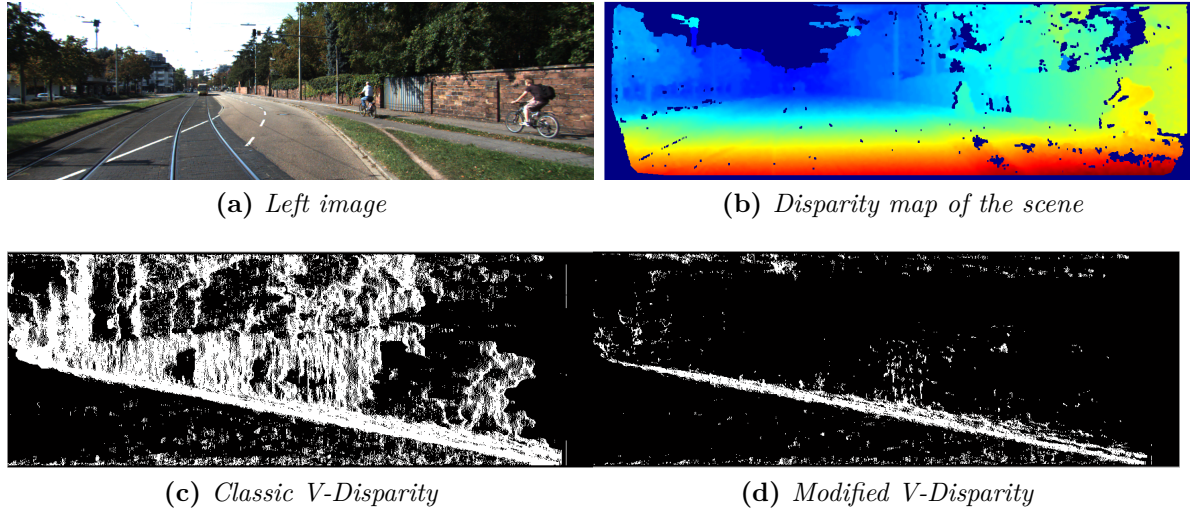 (a) Left image
(b) Disparity map of the scene
(c) Classic V-Disparity
(d) Modified V-Disparity